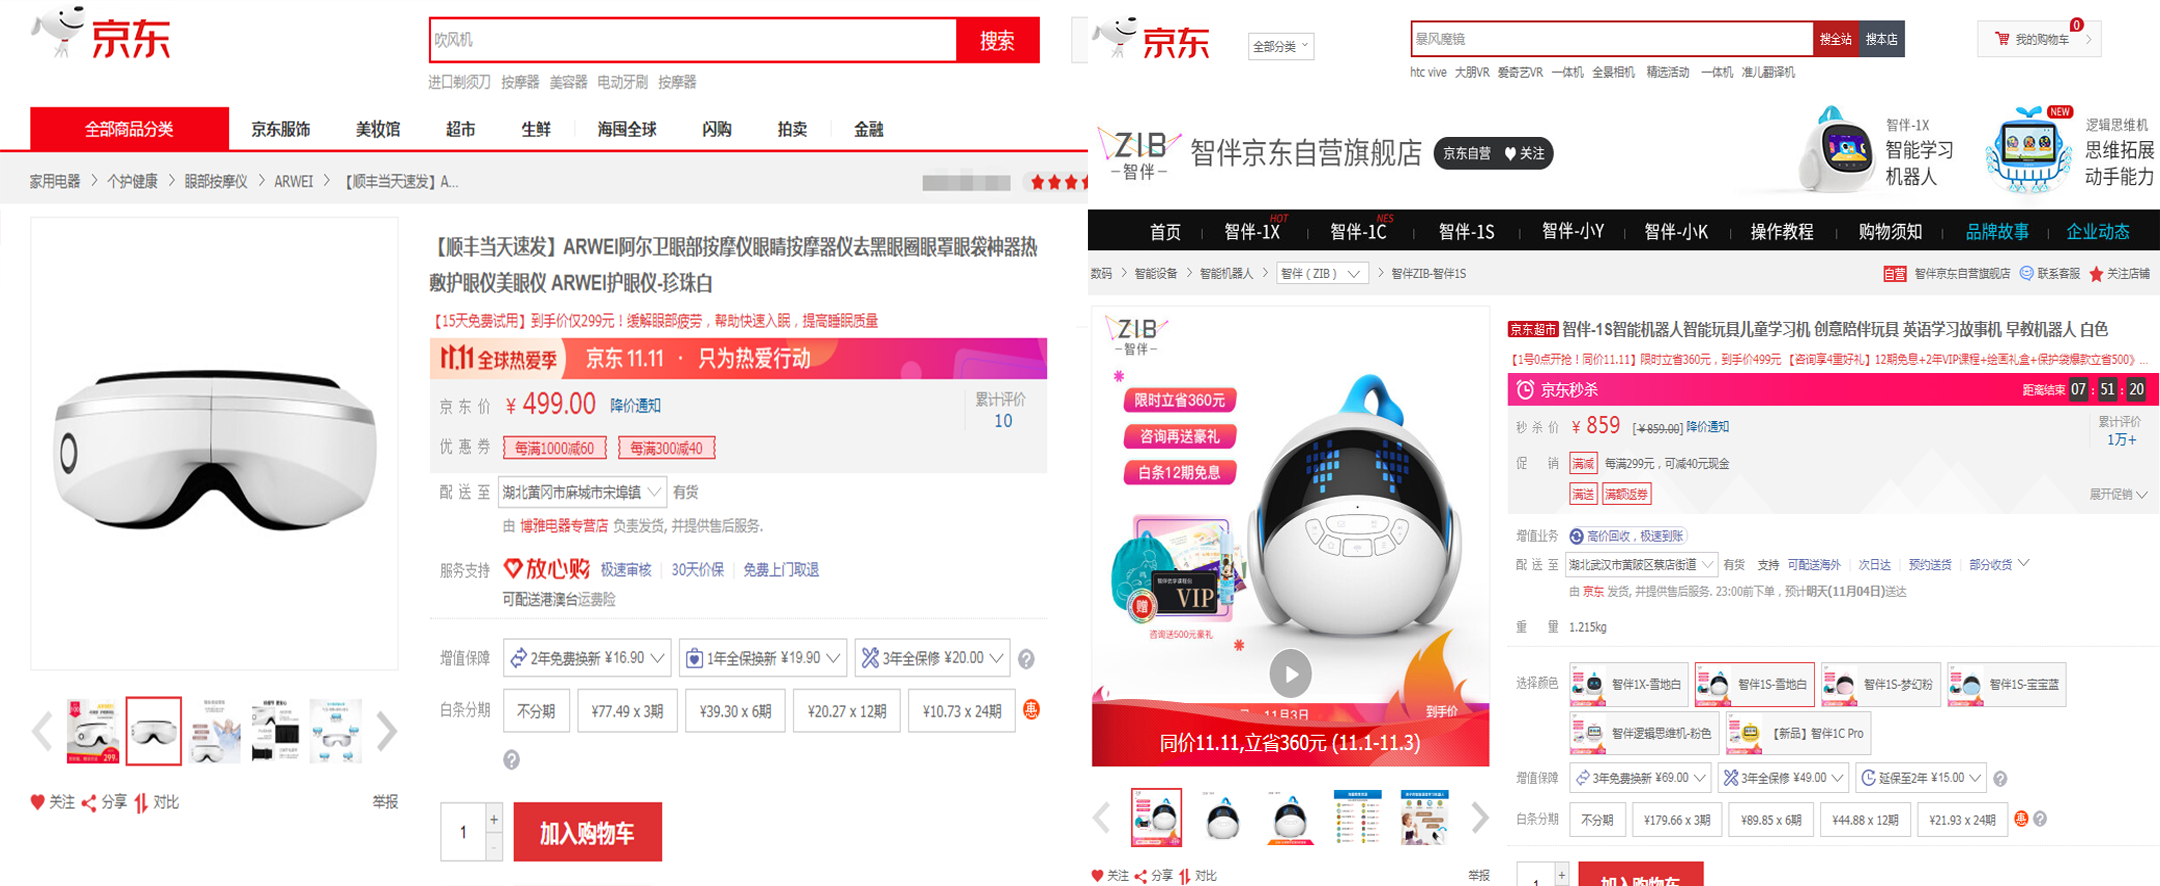 京东
吹风机
搜索
进口剃须刀 按摩器 美容器 电动牙刷 按摩器
全部商品分类 京东服饰 美妆馆 超市 生鲜 海囤全球 闪购 拍卖 金融
家用电器 > 个护健康 > 眼部按摩仪 > ARWEI > 【顺丰当天速发】A...
【顺丰当天速发】ARWEI阿尔卫眼部按摩仪眼睛按摩器仪去黑眼圈眼罩眼袋神器热
敷护眼仪美眼仪 ARWEI护眼仪-珍珠白
【15天免费试用】到手价仅299元！缓解眼部疲劳，帮助快速入眠，提高睡眠质量
11.11 全球热爱季 京东 11.11 · 只为热爱行动
京东价 ¥ 499.00 降价通知
累计评价
10
优惠券 每满1000减60 每满300减40
配送至 湖北黄冈市麻城市宋埠镇 有货
由 博雅电器专营店 负责发货, 并提供售后服务.
服务支持 放心购 极速审核 30天价保 免费上门取退
可配送港澳台运费险
增值保障 2年免费换新 ¥16.90 1年全保换新 ¥19.90 3年全保修 ¥20.00 ?
白条分期 不分期 ¥77.49 x 3期 ¥39.30 x 6期 ¥20.27 x 12期 ¥10.73 x 24期 惠
?
299
关注 分享 对比 举报
1 + -
加入购物车
京东
全部分类
暴风魔镜
搜全站 搜本店
0
我的购物车 >
htc vive 大朋VR 爱奇艺VR 一体机 全景相机 精选活动 一体机 准儿翻译机
ZIB
智伴
智伴京东自营旗舰店
京东自营 关注
智伴-1X
智能学习
机器人
NEW
逻辑思维机
思维拓展
动手能力
HOT NES
首页 智伴-1X 智伴-1C 智伴-1S 智伴-小Y 智伴-小K 操作教程 购物须知 品牌故事 企业动态
数码 > 智能设备 > 智能机器人 > 智伴 ( ZIB ) > 智伴ZIB-智伴1S
自营 智伴京东自营旗舰店 联系客服 关注店铺
ZIB
智伴
限时立省360元
咨询再送豪礼
白条12期免息
VIP
赠
咨询送500元豪礼
11月3日
到手价
同价11.11,立省360元 (11.1-11.3)
关注 分享 对比 举报
京东超市 智伴-1S智能机器人智能玩具儿童学习机 创意陪伴玩具 英语学习故事机 早教机器人 白色
【1号0点开抢！同价11.11】限时立省360元，到手价499元 【咨询享4重好礼】12期免息+2年VIP课程+绘画礼盒+保护袋爆款立省500》...
京东秒杀 距离结束 07 : 51 : 20
秒杀价 ¥ 859 [¥859.00] 降价通知
累计评价
1万+
促销 满减 每满299元，可减40元现金
满送 满额返券 展开促销
增值业务 高价回收，极速到账
配送至 湖北武汉市黄陂区蔡店街道 有货 支持 可配送海外 次日达 预约送货 部分收货
由 京东 发货, 并提供售后服务. 23:00前下单，预计明天(11月04日)送达
重量 1.215kg
选择颜色 智伴1X-雪地白 智伴1S-雪地白 智伴1S-梦幻粉 智伴1S-宝宝蓝
智伴逻辑思维机-粉色 【新品】智伴1C Pro
增值保障 3年免费换新 ¥69.00 3年全保修 ¥49.00 延保至2年 ¥15.00 ?
白条分期 不分期 ¥179.66 x 3期 ¥89.85 x 6期 ¥44.88 x 12期 ¥21.93 x 24期 惠 ?
1 +
加入购物车